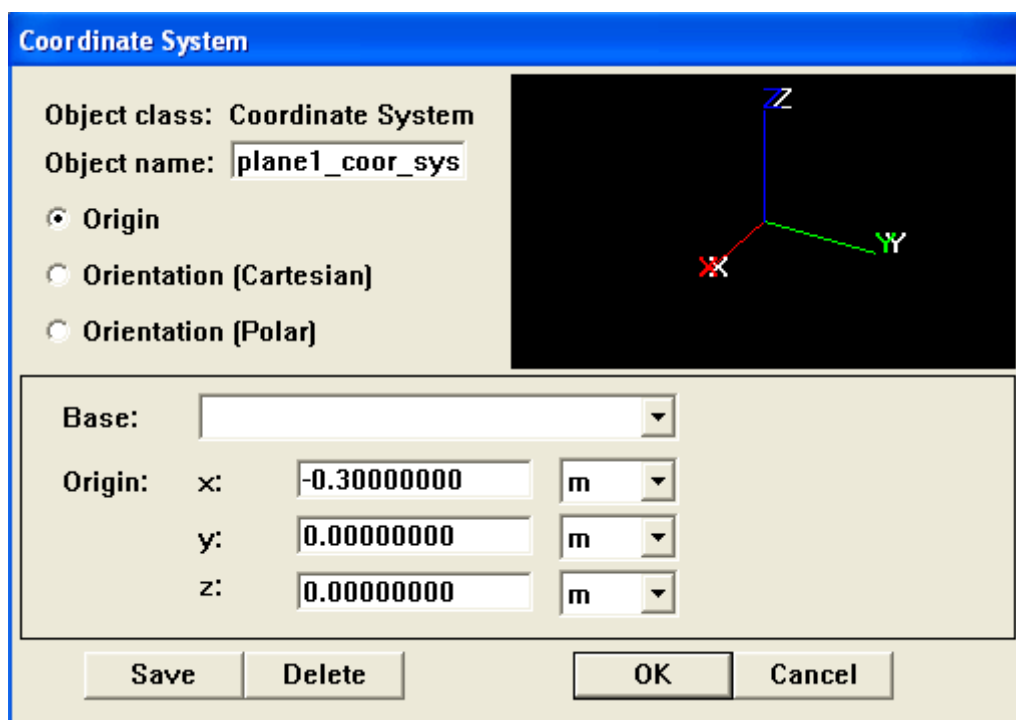 Coordinate System
Object class: Coordinate System
Object name: plane1_coor_sys
Origin
Orientation (Cartesian)
Orientation (Polar)
Z Z
Y Y
X X
Base:
Origin: x: -0.30000000 m
y: 0.00000000 m
z: 0.00000000 m
Save Delete OK Cancel